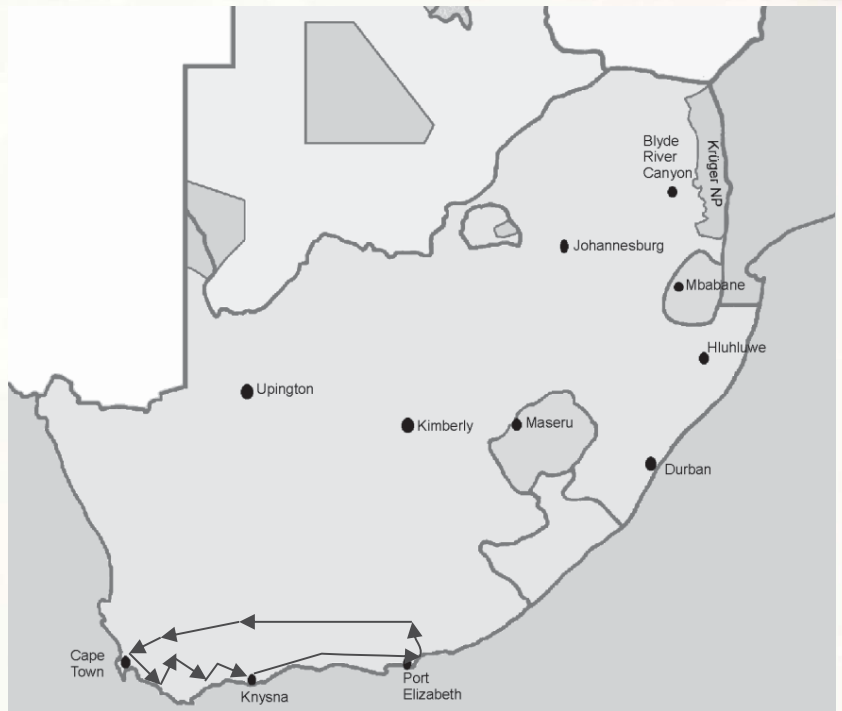 Blyde
River
Canyon
Krüger NP
Johannesburg
Mbabane
Hluhluwe
Upington
Kimberly
Maseru
Durban
Cape
Town
Knysna
Port
Elizabeth